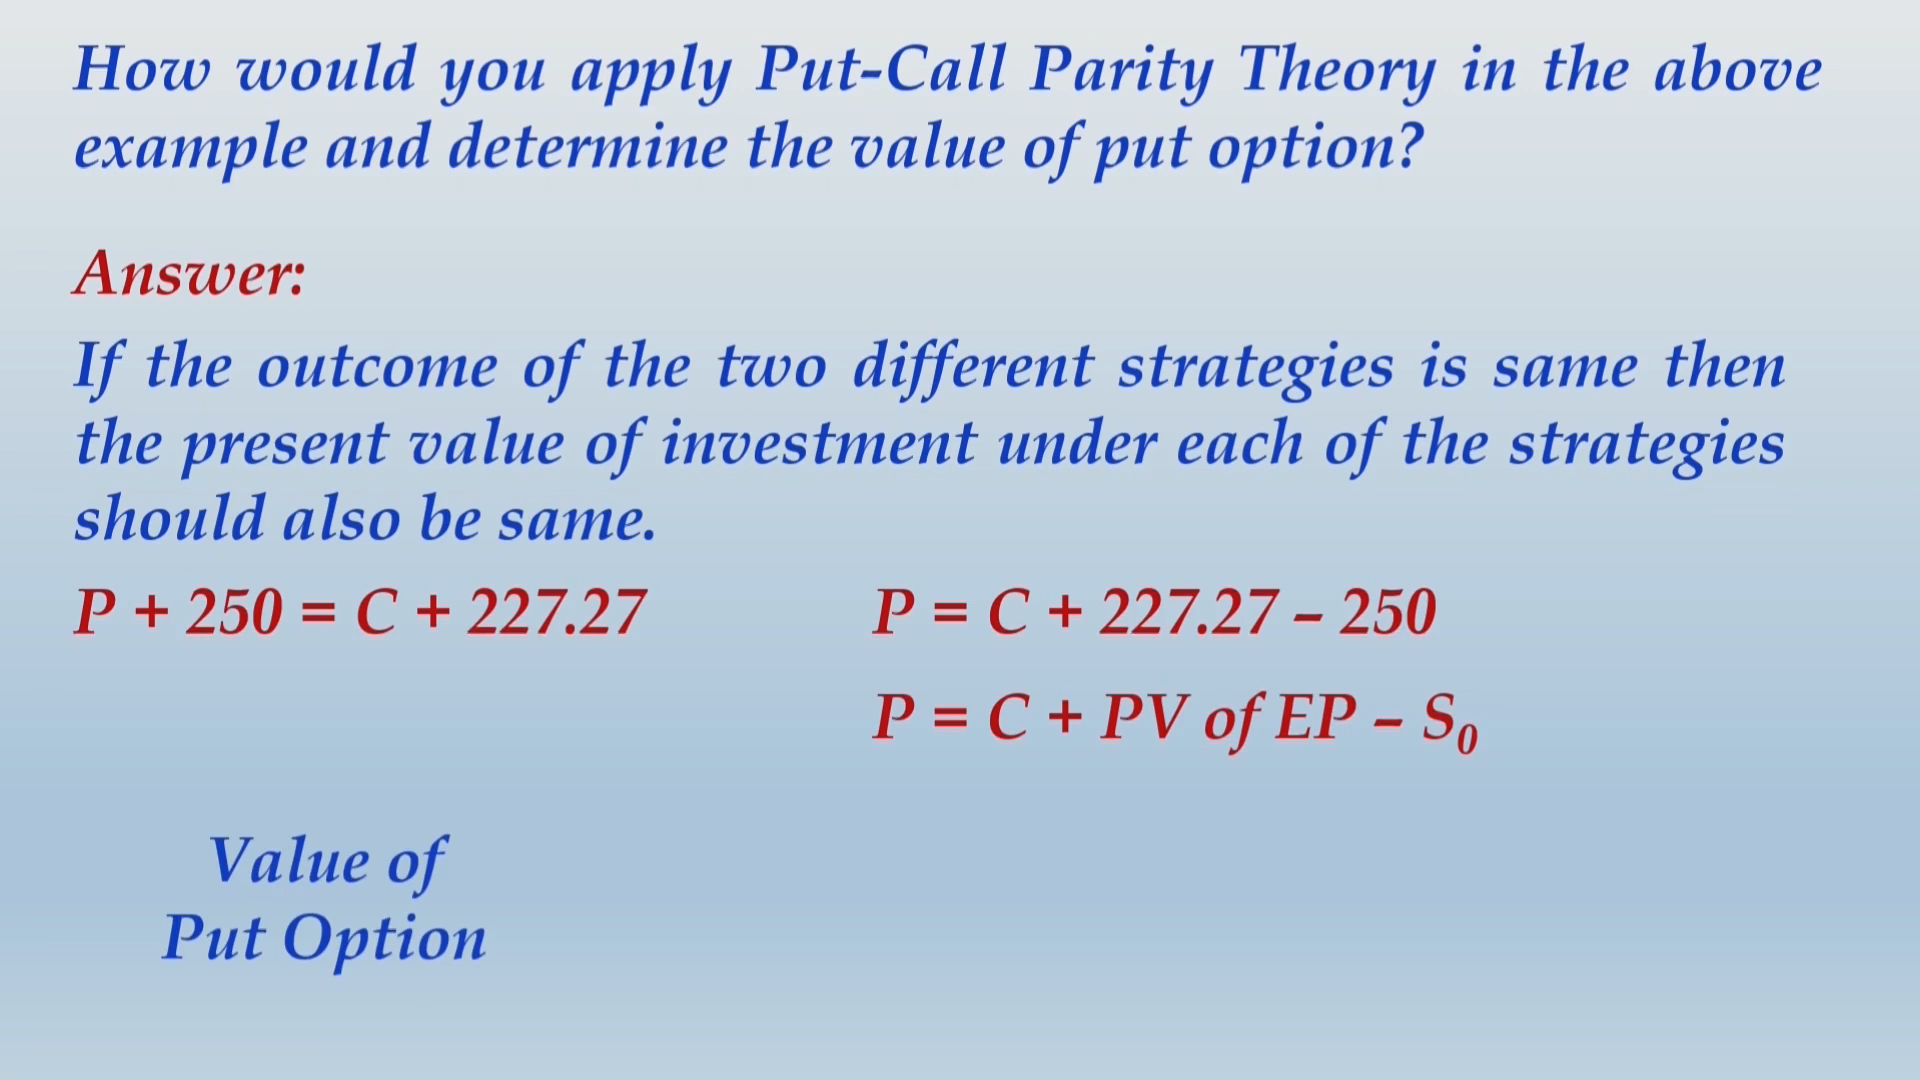 How would you apply Put-Call Parity Theory in the above
example and determine the value of put option?
Answer:
If the outcome of the two different strategies is same then
the present value of investment under each of the strategies
should also be same.
P + 250 = C + 227.27
P = C + 227.27 – 250
P = C + PV of EP – S₀
Value of
Put Option